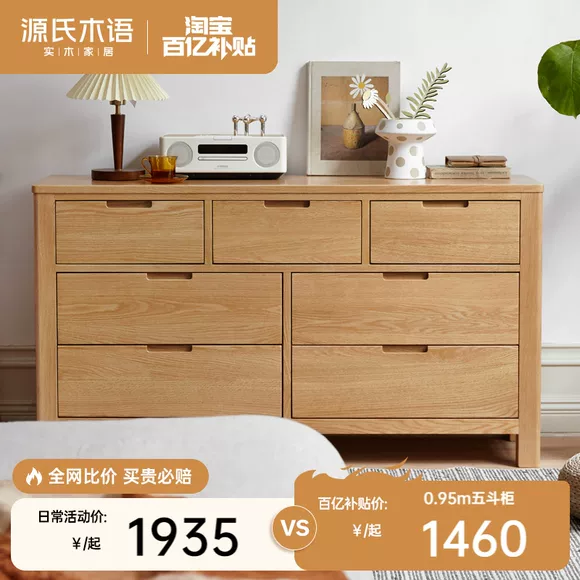 源氏木语
实·木·家·居
淘宝
百亿补贴
全网比价 买贵必赔
日常活动价:
¥/起
1935
VS
百亿补贴价:
¥/起
0.95m五斗柜
1460